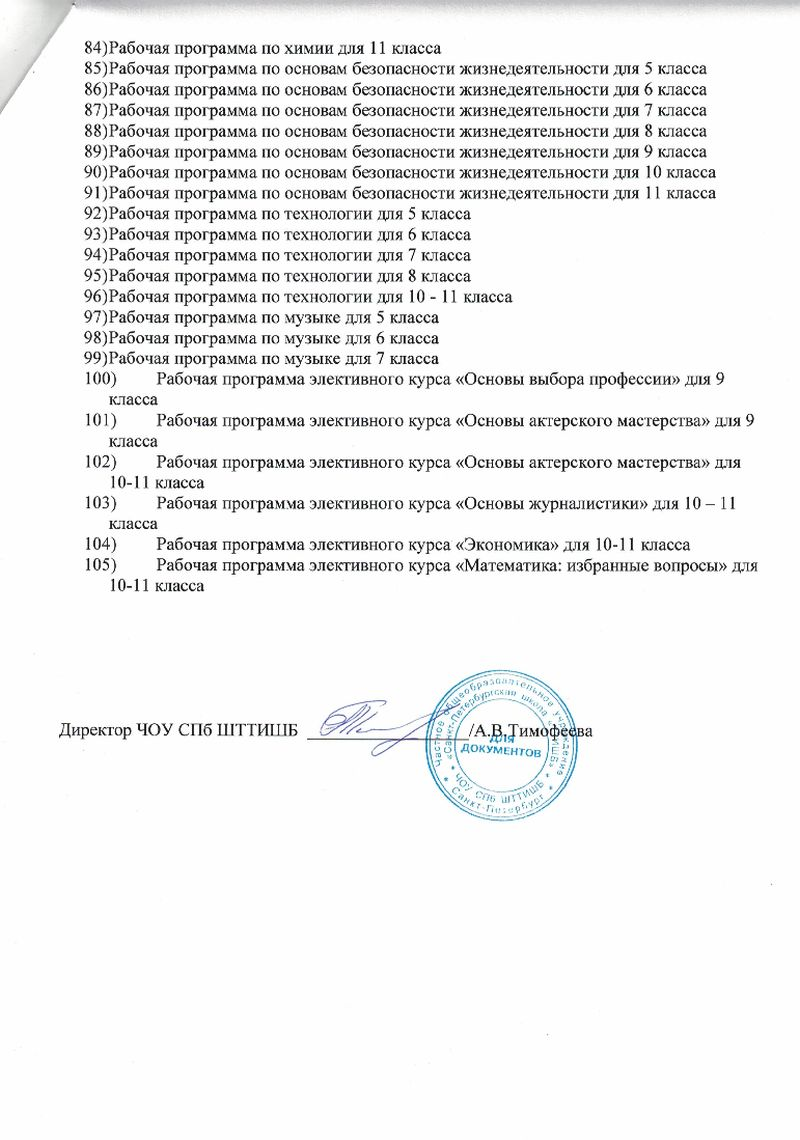 84)Рабочая программа по химии для 11 класса
85)Рабочая программа по основам безопасности жизнедеятельности для 5 класса
86)Рабочая программа по основам безопасности жизнедеятельности для 6 класса
87)Рабочая программа по основам безопасности жизнедеятельности для 7 класса
88)Рабочая программа по основам безопасности жизнедеятельности для 8 класса
89)Рабочая программа по основам безопасности жизнедеятельности для 9 класса
90)Рабочая программа по основам безопасности жизнедеятельности для 10 класса
91)Рабочая программа по основам безопасности жизнедеятельности для 11 класса
92)Рабочая программа по технологии для 5 класса
93)Рабочая программа по технологии для 6 класса
94)Рабочая программа по технологии для 7 класса
95)Рабочая программа по технологии для 8 класса
96)Рабочая программа по технологии для 10 - 11 класса
97)Рабочая программа по музыке для 5 класса
98)Рабочая программа по музыке для 6 класса
99)Рабочая программа по музыке для 7 класса
100) Рабочая программа элективного курса «Основы выбора профессии» для 9
класса
101) Рабочая программа элективного курса «Основы актерского мастерства» для 9
класса
102) Рабочая программа элективного курса «Основы актерского мастерства» для
10-11 класса
103) Рабочая программа элективного курса «Основы журналистики» для 10 – 11
класса
104) Рабочая программа элективного курса «Экономика» для 10-11 класса
105) Рабочая программа элективного курса «Математика: избранные вопросы» для
10-11 класса
Директор ЧОУ СПб ШТТИШБ /А.В.Тимофеева
Частное общеобразовательное учреждение
«Санкт-Петербургская школа
ДЛЯ
ДОКУМЕНТОВ
* ЧОУ СПб ШТТИШБ *
* Санкт-Петербург *